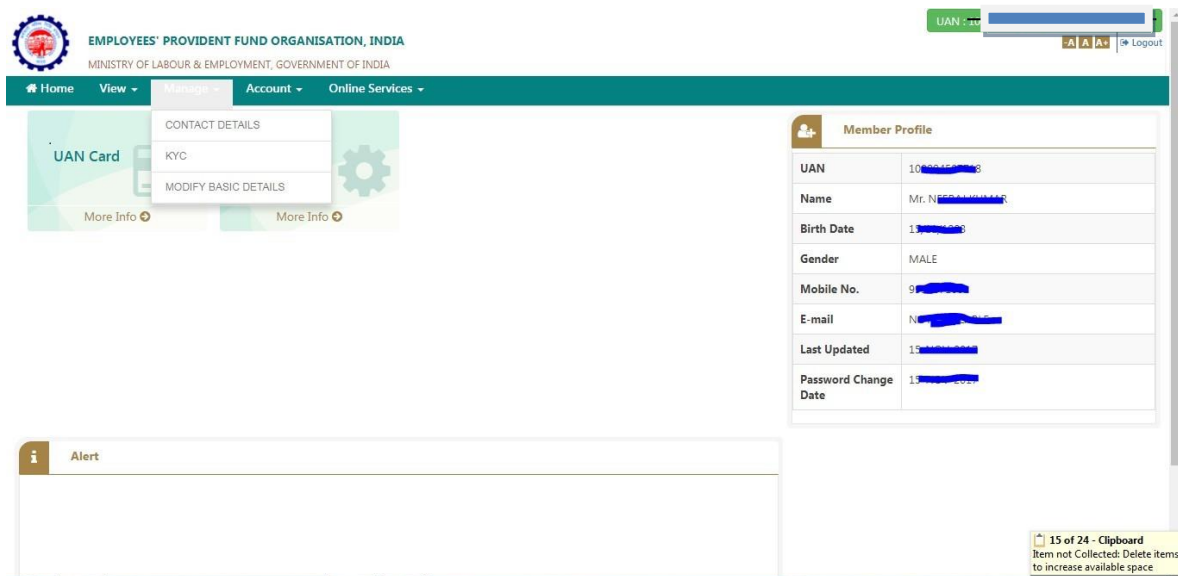 UAN :
EMPLOYEES' PROVIDENT FUND ORGANISATION, INDIA
-A A A+ Logout
MINISTRY OF LABOUR & EMPLOYMENT, GOVERNMENT OF INDIA
Home View Manage Account Online Services
CONTACT DETAILS
KYC
MODIFY BASIC DETAILS
UAN Card
More Info
More Info
Member Profile
UAN
Name Mr.
Birth Date
Gender MALE
Mobile No.
E-mail
Last Updated
Password Change
Date
Alert
15 of 24 - Clipboard
Item not Collected: Delete items
to increase available space